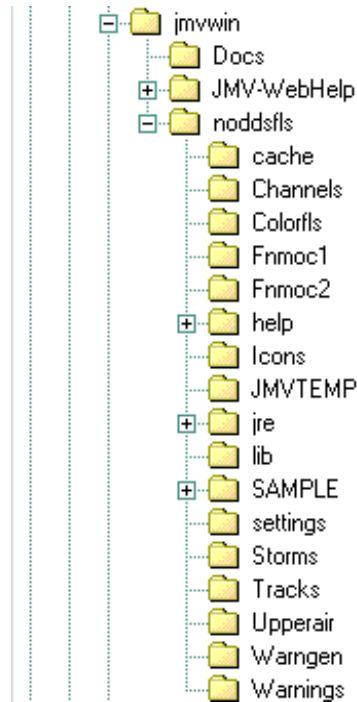 jmvwin
Docs
JMV-WebHelp
noddsfls
cache
Channels
Colorfls
Fnmoc1
Fnmoc2
help
Icons
JMVTEMP
jre
lib
SAMPLE
settings
Storms
Tracks
Upperair
Warngen
Warnings